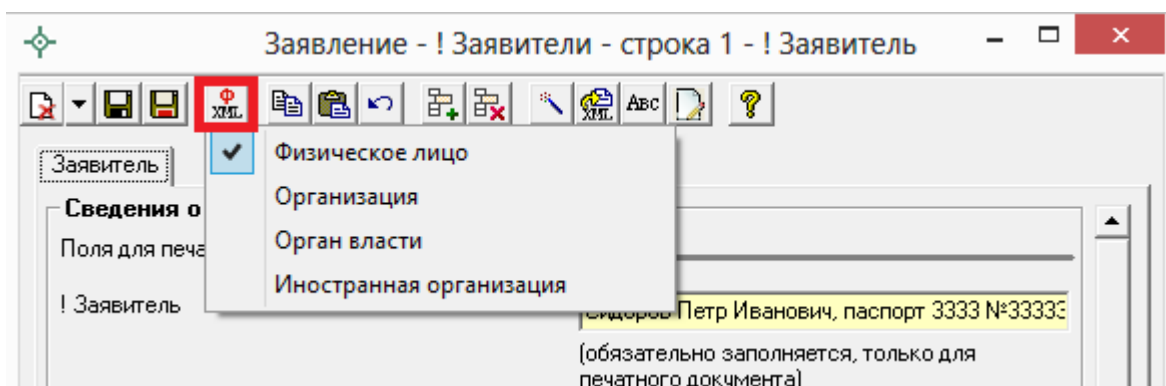 Заявление - ! Заявители - строка 1 - ! Заявитель
Ф
XML
XML
ABC
Заявитель
Физическое лицо
Организация
Сведения о
Орган власти
Поля для печа
Иностранная организация
! Заявитель
Сидоров Петр Иванович, паспорт 3333 №33333
(обязательно заполняется, только для
печатного документа)